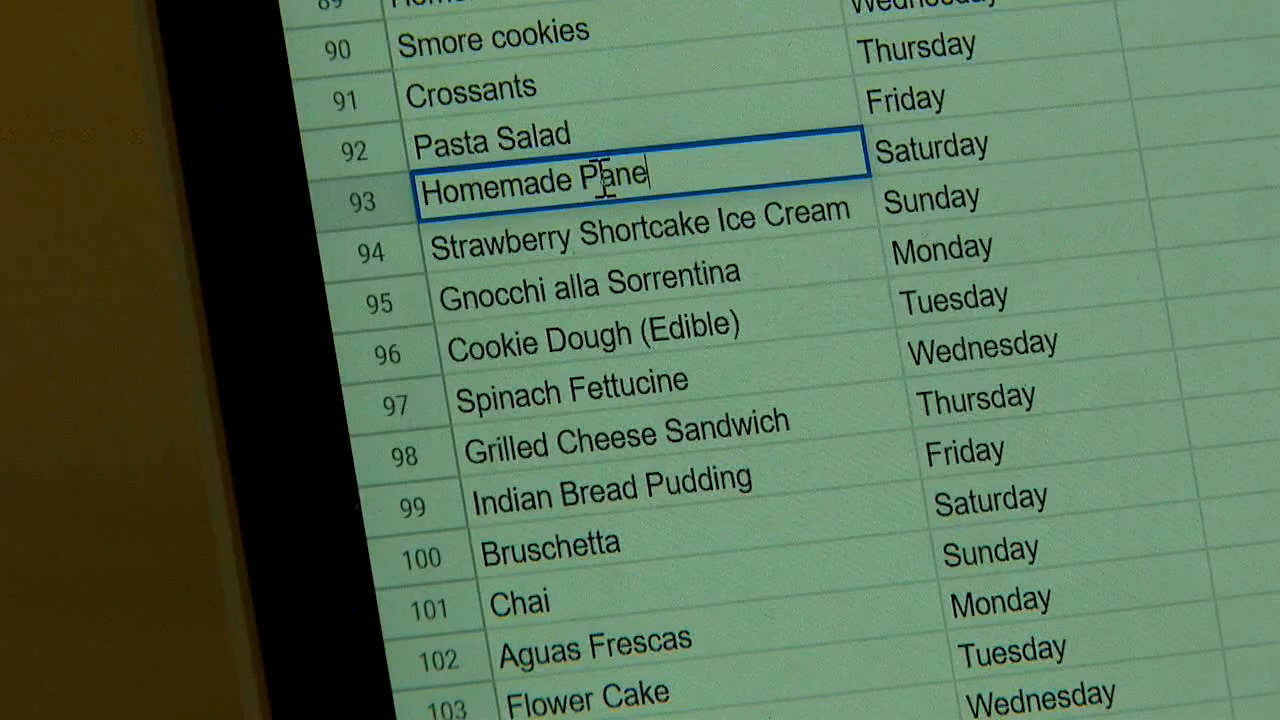 89
90 Smore cookies Wednesday
91 Crossants Thursday
92 Pasta Salad Friday
93 Homemade Pane Saturday
94 Strawberry Shortcake Ice Cream Sunday
95 Gnocchi alla Sorrentina Monday
96 Cookie Dough (Edible) Tuesday
97 Spinach Fettucine Wednesday
98 Grilled Cheese Sandwich Thursday
99 Indian Bread Pudding Friday
100 Bruschetta Saturday
101 Chai Sunday
102 Aguas Frescas Monday
103 Flower Cake Tuesday
Wednesday